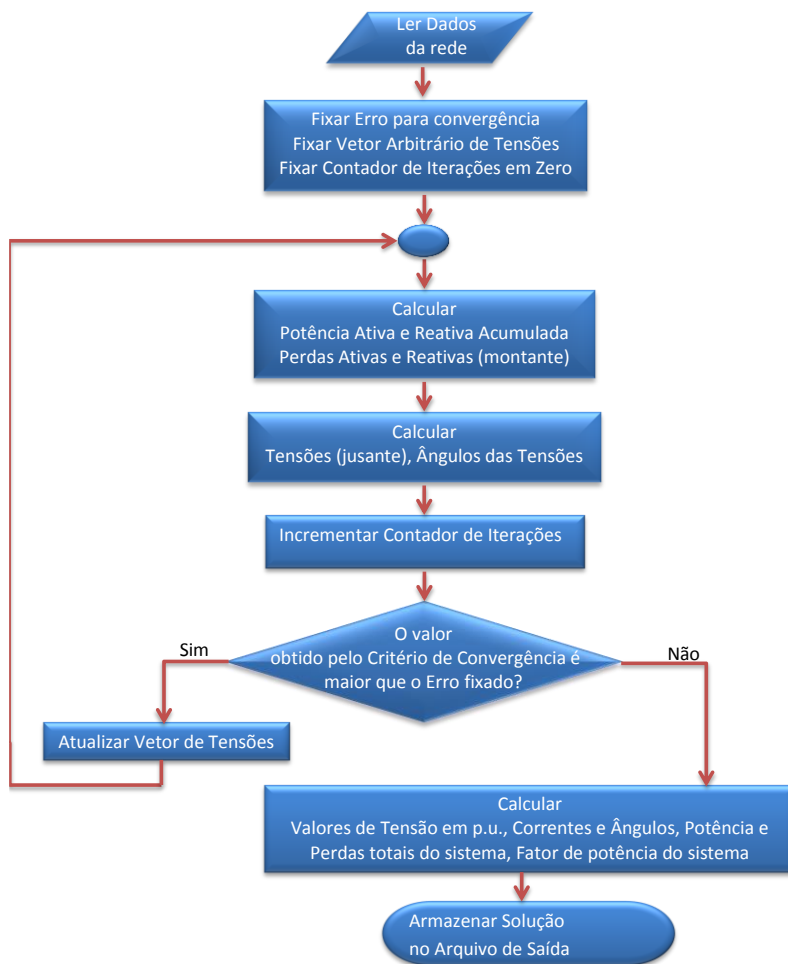 Ler Dados
da rede
Fixar Erro para convergência
Fixar Vetor Arbitrário de Tensões
Fixar Contador de Iterações em Zero
Calcular
Potência Ativa e Reativa Acumulada
Perdas Ativas e Reativas (montante)
Calcular
Tensões (jusante), Ângulos das Tensões
Incrementar Contador de Iterações
O valor
obtido pelo Critério de Convergência é
maior que o Erro fixado?
Sim
Não
Atualizar Vetor de Tensões
Calcular
Valores de Tensão em p.u., Correntes e Ângulos, Potência e
Perdas totais do sistema, Fator de potência do sistema
Armazenar Solução
no Arquivo de Saída